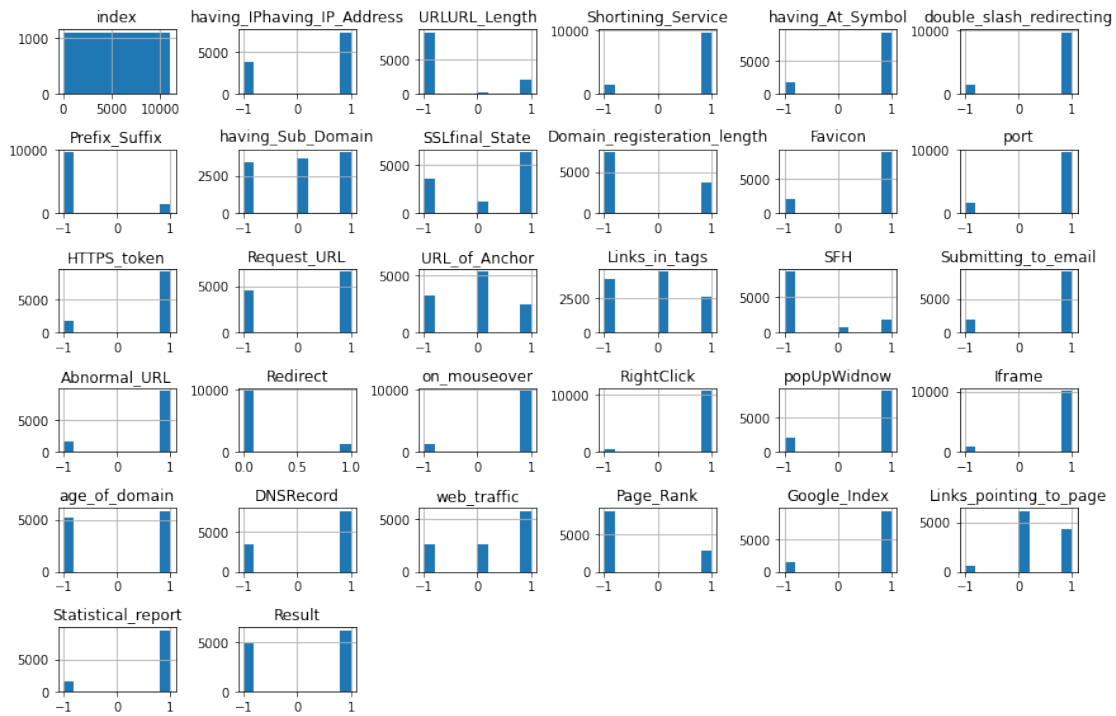 index having_IPhaving_IP_Address URLURL_Length Shortining_Service having_At_Symbol double_slash_redirecting
1000 5000 5000 10000 5000 5000
0 0 0 0 0 0
0 5000 10000 −1 0 1 −1 0 1 −1 0 1 −1 0 1 −1 0 1
Prefix_Suffix having_Sub_Domain SSLfinal_State Domain_registeration_length Favicon port
10000 2500 5000 5000 5000 5000
0 0 0 0 0 0
−1 0 1 −1 0 1 −1 0 1 −1 0 1 −1 0 1 −1 0 1
HTTPS_token Request_URL URL_of_Anchor Links_in_tags SFH Submitting_to_email
5000 5000 5000 2500 5000 5000
0 0 0 0 0 0
−1 0 1 −1 0 1 −1 0 1 −1 0 1 −1 0 1 −1 0 1
Abnormal_URL Redirect on_mouseover RightClick popUpWidnow Iframe
5000 10000 10000 10000 5000 10000
0 0 0 0 0 0
−1 0 1 0.0 0.5 1.0 −1 0 1 −1 0 1 −1 0 1 −1 0 1
age_of_domain DNSRecord web_traffic Page_Rank Google_Index Links_pointing_to_page
5000 5000 5000 5000 5000 5000
0 0 0 0 0 0
−1 0 1 −1 0 1 −1 0 1 −1 0 1 −1 0 1 −1 0 1
Statistical_report Result
5000 5000
0 0
−1 0 1 −1 0 1